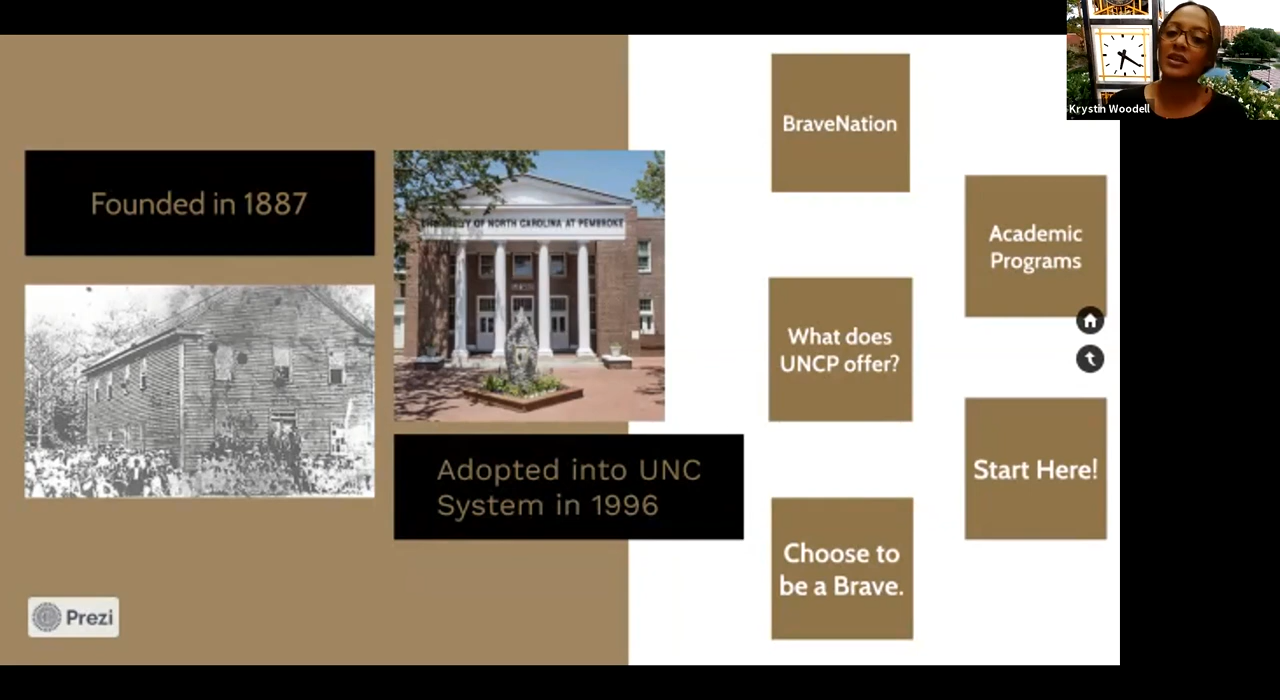 Founded in 1887
UNIVERSITY OF NORTH CAROLINA AT PEMBROKE
Adopted into UNC
System in 1996
Prezi
BraveNation
Academic
Programs
What does
UNCP offer?
Start Here!
Choose to
be a Brave.
Krystin Woodell